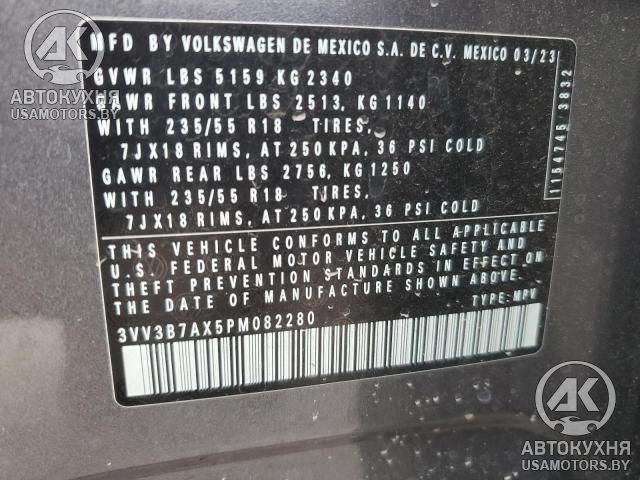 MFD BY VOLKSWAGEN DE MEXICO S.A. DE C.V. MEXICO 03/23
GVWR LBS 5159 KG 2340
GAWR FRONT LBS 2513, KG 1140
WITH 235/55 R18 TIRES,
7JX18 RIMS, AT 250 KPA, 36 PSI COLD
GAWR REAR LBS 2756, KG 1250
WITH 235/55 R18 TIRES,
7JX18 RIMS, AT 250 KPA, 36 PSI COLD
THIS VEHICLE CONFORMS TO ALL APPLICABLE
U.S. FEDERAL MOTOR VEHICLE SAFETY AND
THEFT PREVENTION STANDARDS IN EFFECT ON
THE DATE OF MANUFACTURE SHOWN ABOVE.
3VV3B7AX5PM082280
TYPE: MPV
1154745 3832
АК
АВТОКУХНЯ
USAMOTORS.BY
АК
АВТОКУХНЯ
USAMOTORS.BY